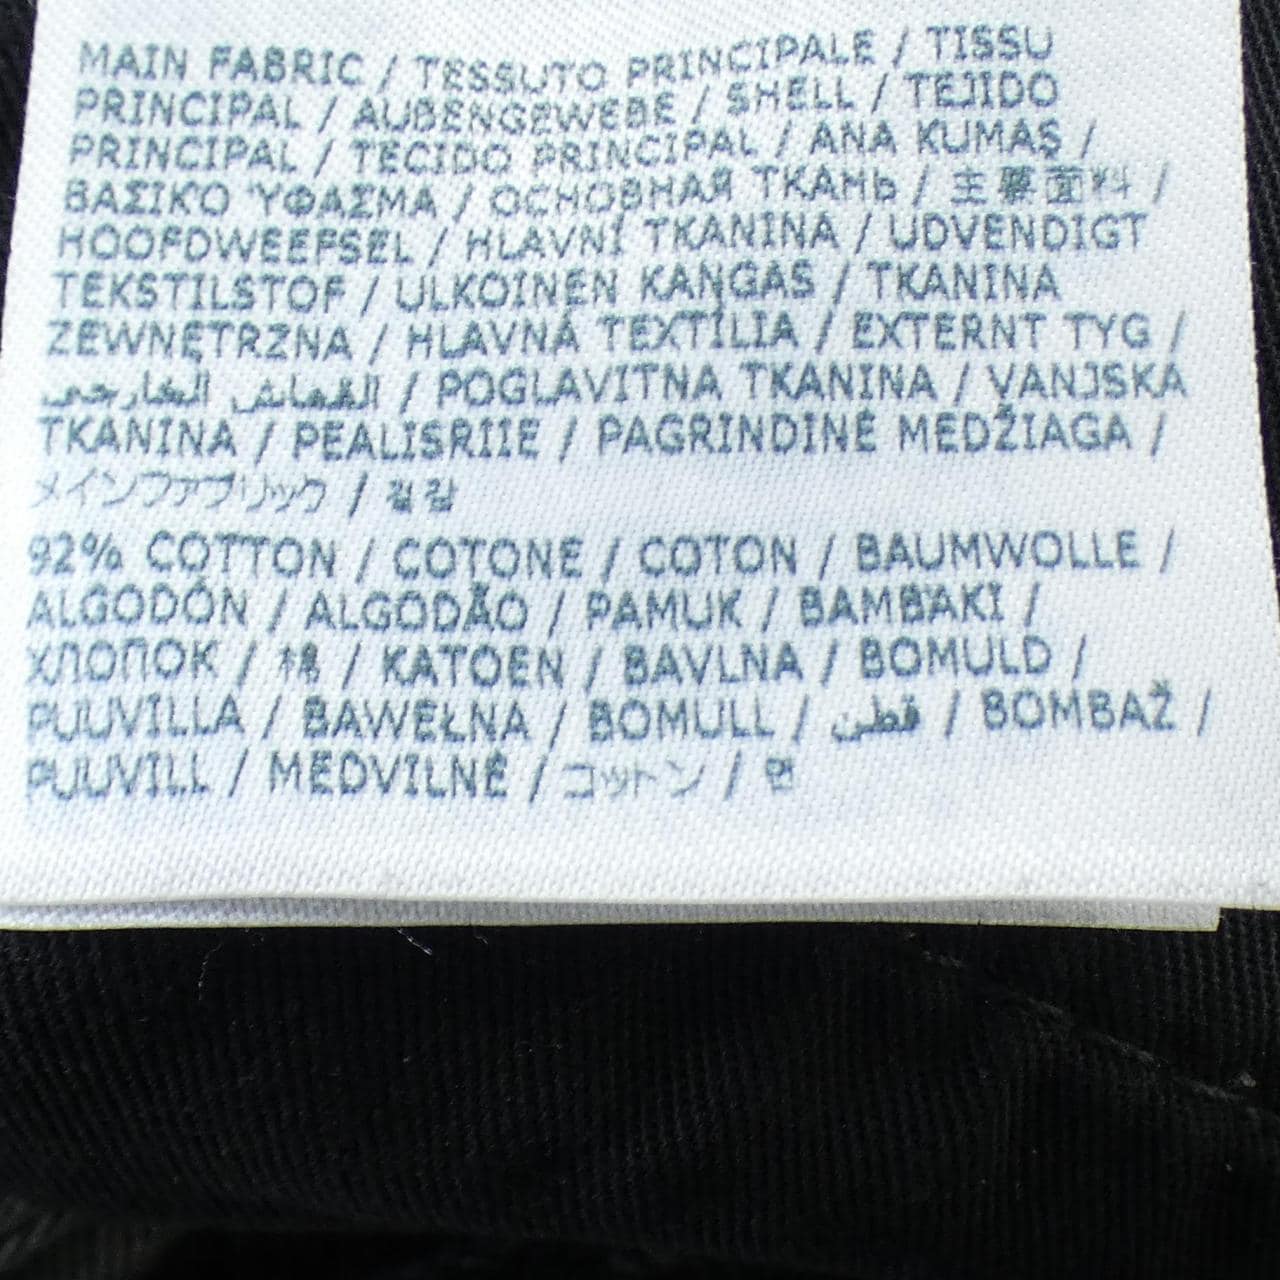 MAIN FABRIC / TESSUTO PRINCIPALE / TISSU
PRINCIPAL / AUßENGEWEBE / SHELL / TEJIDO
PRINCIPAL / TECIDO PRINCIPAL / ANA KUMAŞ /
ΒΑΣΙΚΟ ΎΦΑΣΜΑ / ОСНОВНАЯ ТКАНЬ / 主要面料 /
HOOFDWEEFSEL / HLAVNÍ TKANINA / UDVENDIGT
TEKSTILSTOF / ULKOINEN KANGAS / TKANINA
ZEWNĘTRZNA / HLAVNÁ TEXTÍLIA / EXTERNT TYG /
القماش الخارجي / POGLAVITNA TKANINA / VANJSKA
TKANINA / PEALISRIIE / PAGRINDINĖ MEDŽIAGA /
メインファブリック / 겉감
92% COTTON / COTONE / COTON / BAUMWOLLE /
ALGODÓN / ALGODÃO / PAMUK / ΒΑΜΒΆΚΙ /
ХЛОПОК / 棉 / KATOEN / BAVLNA / BOMULD /
PUUVILLA / BAWEŁNA / BOMULL / قطن / BOMBAŽ /
PUUVILL / MEDVILNĖ / コットン / 면